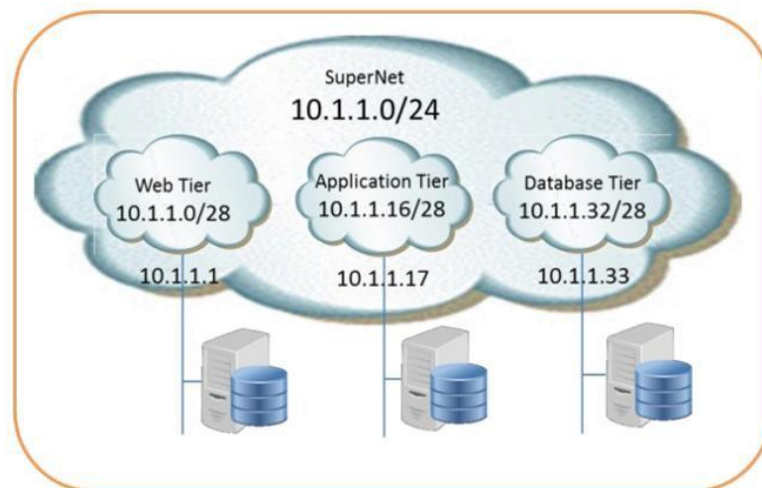 SuperNet
10.1.1.0/24
Web Tier
10.1.1.0/28
Application Tier
10.1.1.16/28
Database Tier
10.1.1.32/28
10.1.1.1
10.1.1.17
10.1.1.33